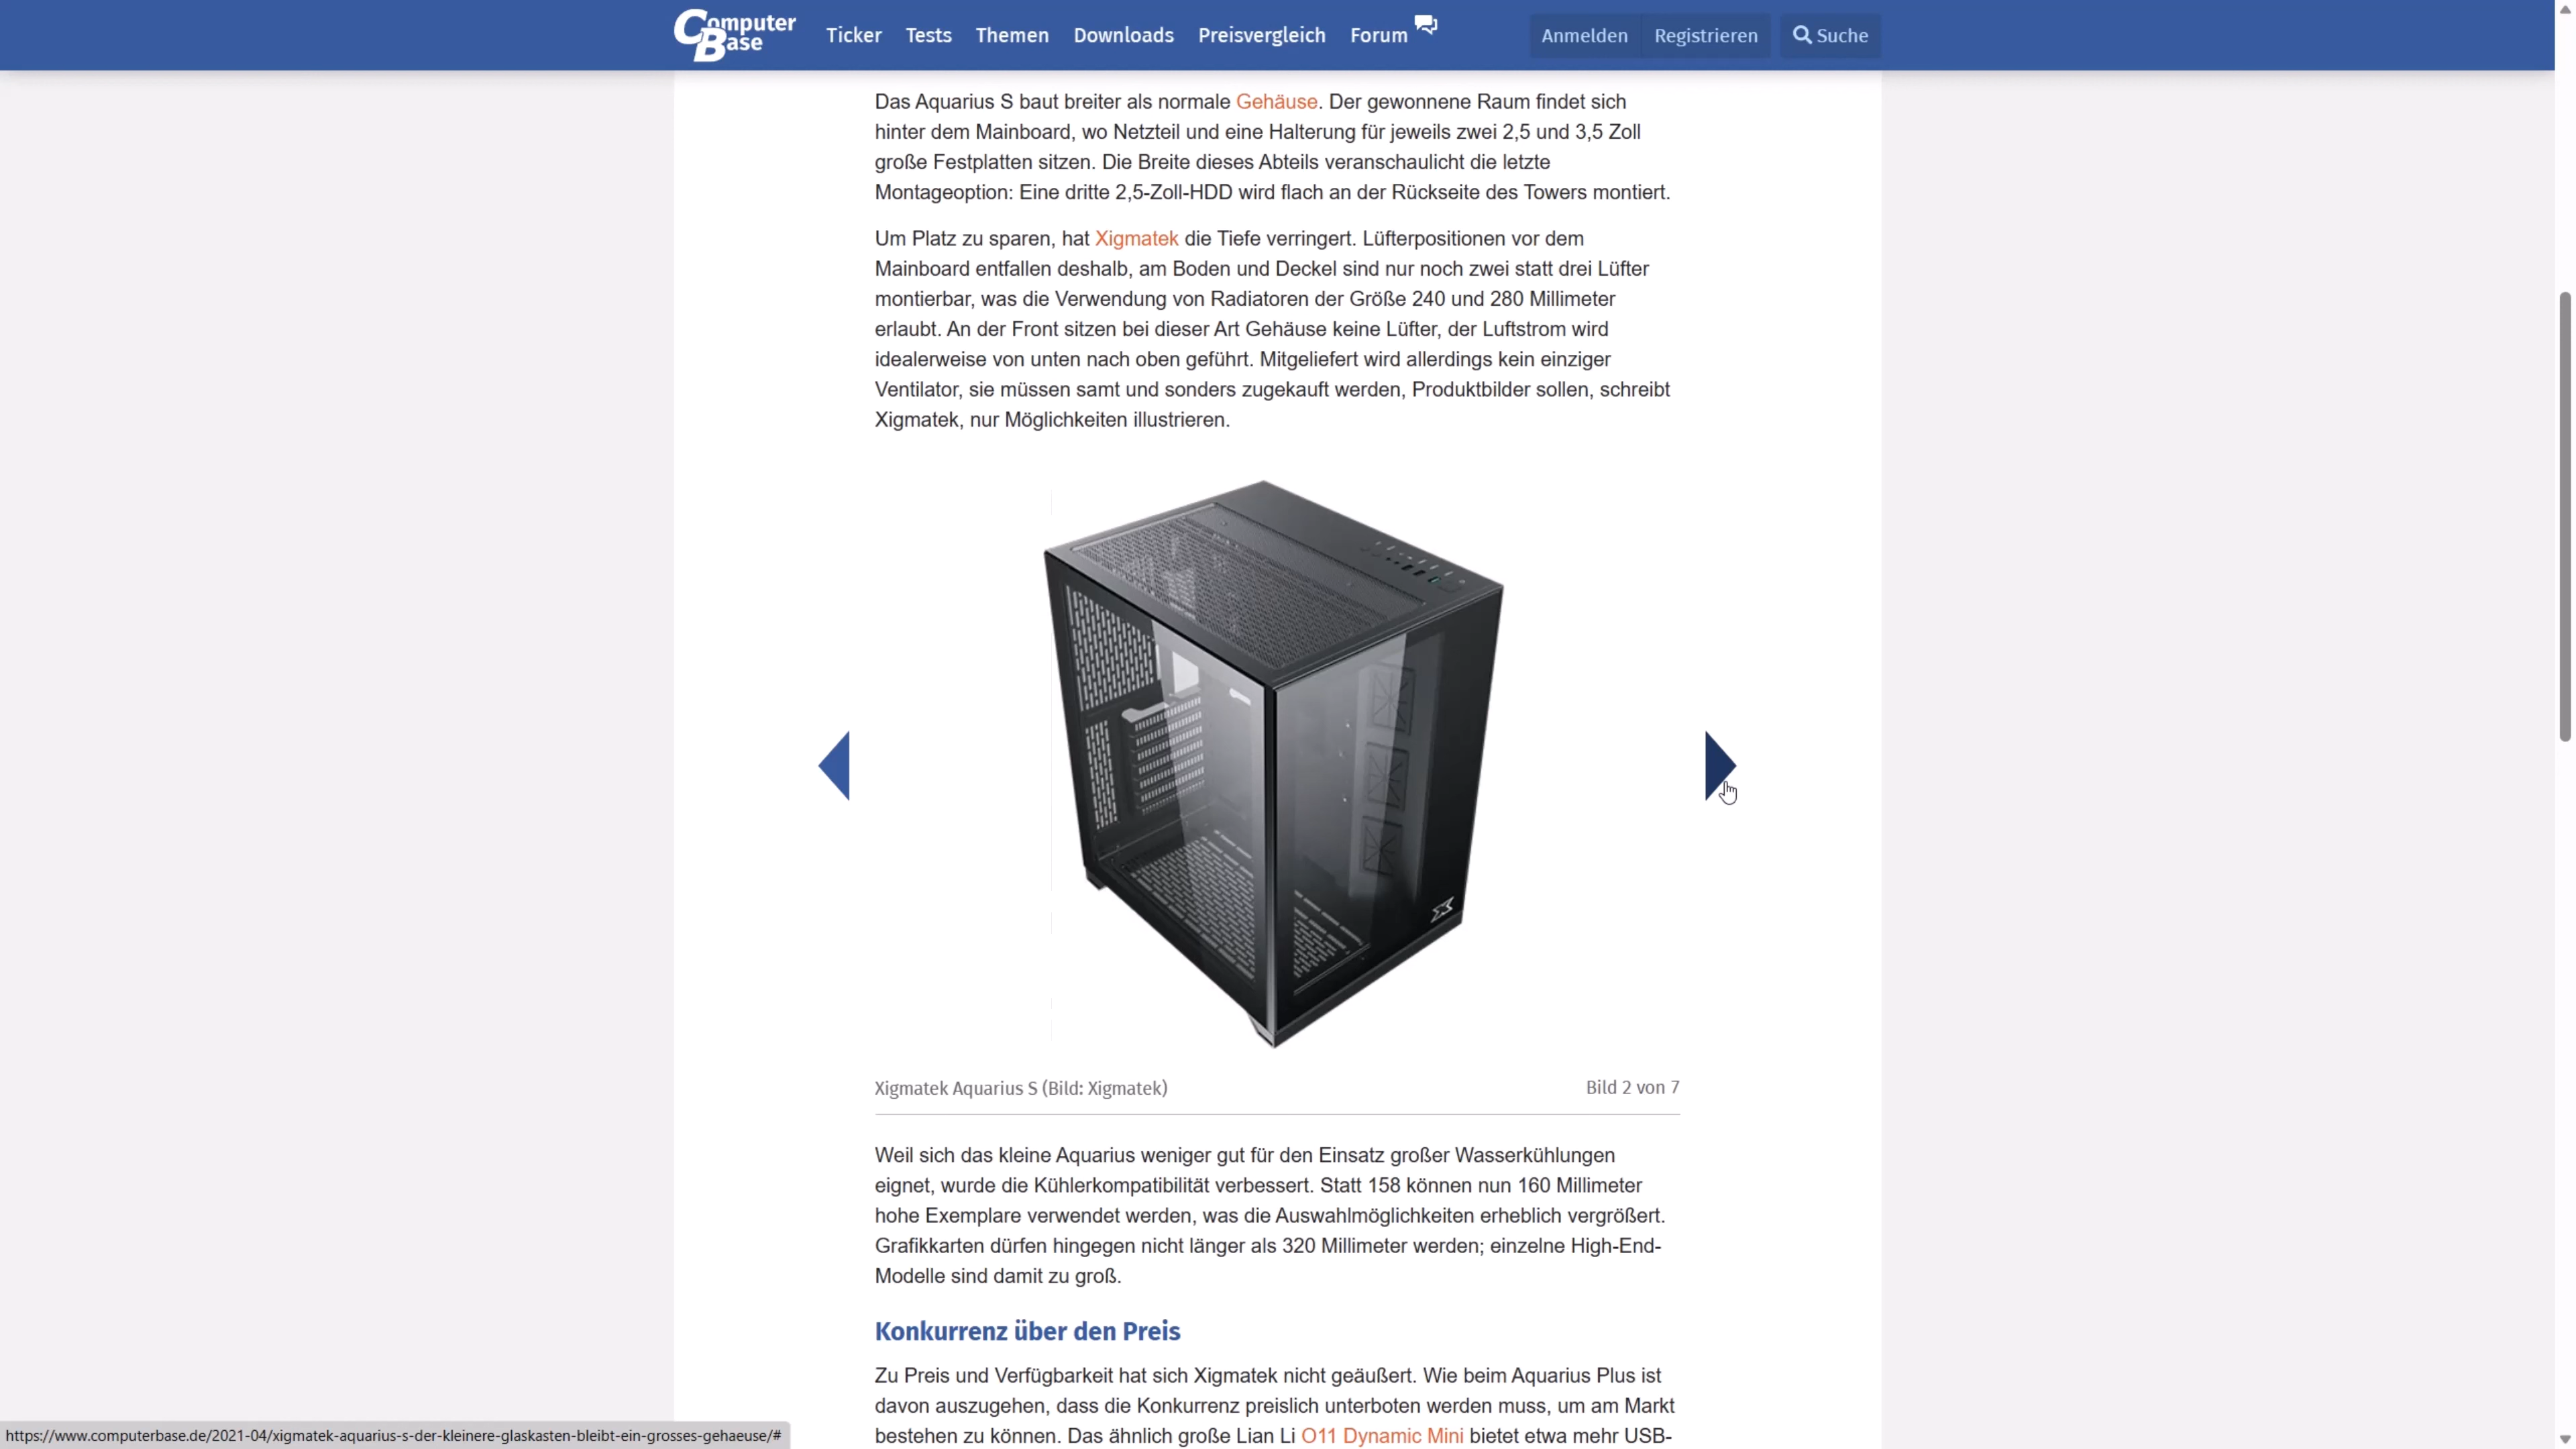 Computer Base
Ticker Tests Themen Downloads Preisvergleich Forum Anmelden Registrieren Suche
Das Aquarius S baut breiter als normale Gehäuse. Der gewonnene Raum findet sich
hinter dem Mainboard, wo Netzteil und eine Halterung für jeweils zwei 2,5 und 3,5 Zoll
große Festplatten sitzen. Die Breite dieses Abteils veranschaulicht die letzte
Montageoption: Eine dritte 2,5-Zoll-HDD wird flach an der Rückseite des Towers montiert.
Um Platz zu sparen, hat Xigmatek die Tiefe verringert. Lüfterpositionen vor dem
Mainboard entfallen deshalb, am Boden und Deckel sind nur noch zwei statt drei Lüfter
montierbar, was die Verwendung von Radiatoren der Größe 240 und 280 Millimeter
erlaubt. An der Front sitzen bei dieser Art Gehäuse keine Lüfter, der Luftstrom wird
idealerweise von unten nach oben geführt. Mitgeliefert wird allerdings kein einziger
Ventilator, sie müssen samt und sonders zugekauft werden, Produktbilder sollen, schreibt
Xigmatek, nur Möglichkeiten illustrieren.
Xigmatek Aquarius S (Bild: Xigmatek) Bild 2 von 7
Weil sich das kleine Aquarius weniger gut für den Einsatz großer Wasserkühlungen
eignet, wurde die Kühlerkompatibilität verbessert. Statt 158 können nun 160 Millimeter
hohe Exemplare verwendet werden, was die Auswahlmöglichkeiten erheblich vergrößert.
Grafikkarten dürfen hingegen nicht länger als 320 Millimeter werden; einzelne High-End-
Modelle sind damit zu groß.
Konkurrenz über den Preis
Zu Preis und Verfügbarkeit hat sich Xigmatek nicht geäußert. Wie beim Aquarius Plus ist
davon auszugehen, dass die Konkurrenz preislich unterboten werden muss, um am Markt
bestehen zu können. Das ähnlich große Lian Li O11 Dynamic Mini bietet etwa mehr USB-
https://www.computerbase.de/2021-04/xigmatek-aquarius-s-der-kleinere-glaskasten-bleibt-ein-grosses-gehaeuse/#